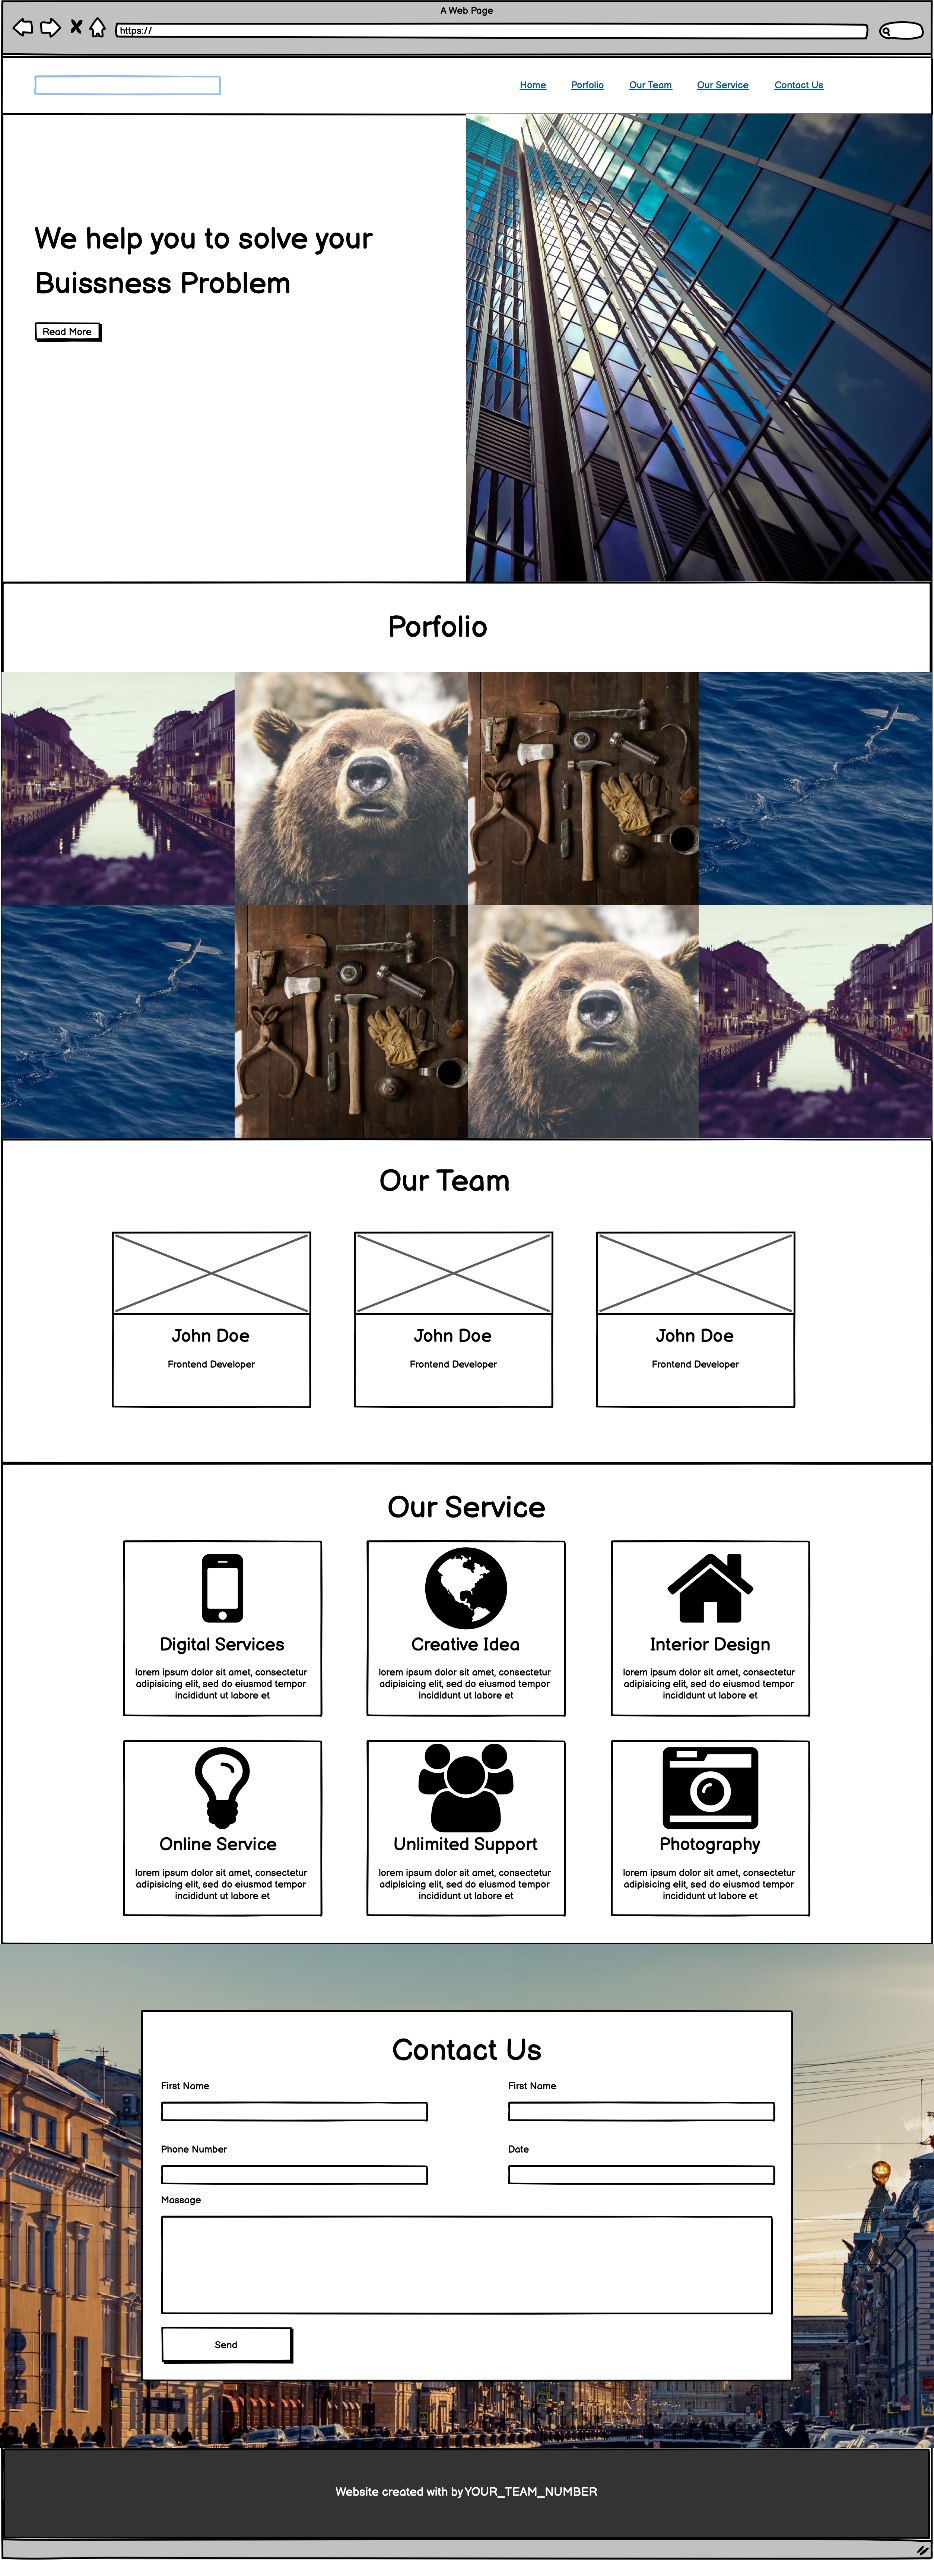 A Web Page
https://
Home Porfolio Our Team Our Service Contact Us
We help you to solve your
Buissness Problem
Read More
Porfolio
Our Team
John Doe
Frontend Developer
John Doe
Frontend Developer
John Doe
Frontend Developer
Our Service
Digital Services
lorem ipsum dolor sit amet, consectetur
adipisicing elit, sed do eiusmod tempor
incididunt ut labore et
Creative Idea
lorem ipsum dolor sit amet, consectetur
adipisicing elit, sed do eiusmod tempor
incididunt ut labore et
Interior Design
lorem ipsum dolor sit amet, consectetur
adipisicing elit, sed do eiusmod tempor
incididunt ut labore et
Online Service
lorem ipsum dolor sit amet, consectetur
adipisicing elit, sed do eiusmod tempor
incididunt ut labore et
Unlimited Support
lorem ipsum dolor sit amet, consectetur
adipisicing elit, sed do eiusmod tempor
incididunt ut labore et
Photography
lorem ipsum dolor sit amet, consectetur
adipisicing elit, sed do eiusmod tempor
incididunt ut labore et
Contact Us
First Name
First Name
Phone Number
Date
Massage
Send
Website created with by YOUR_TEAM_NUMBER